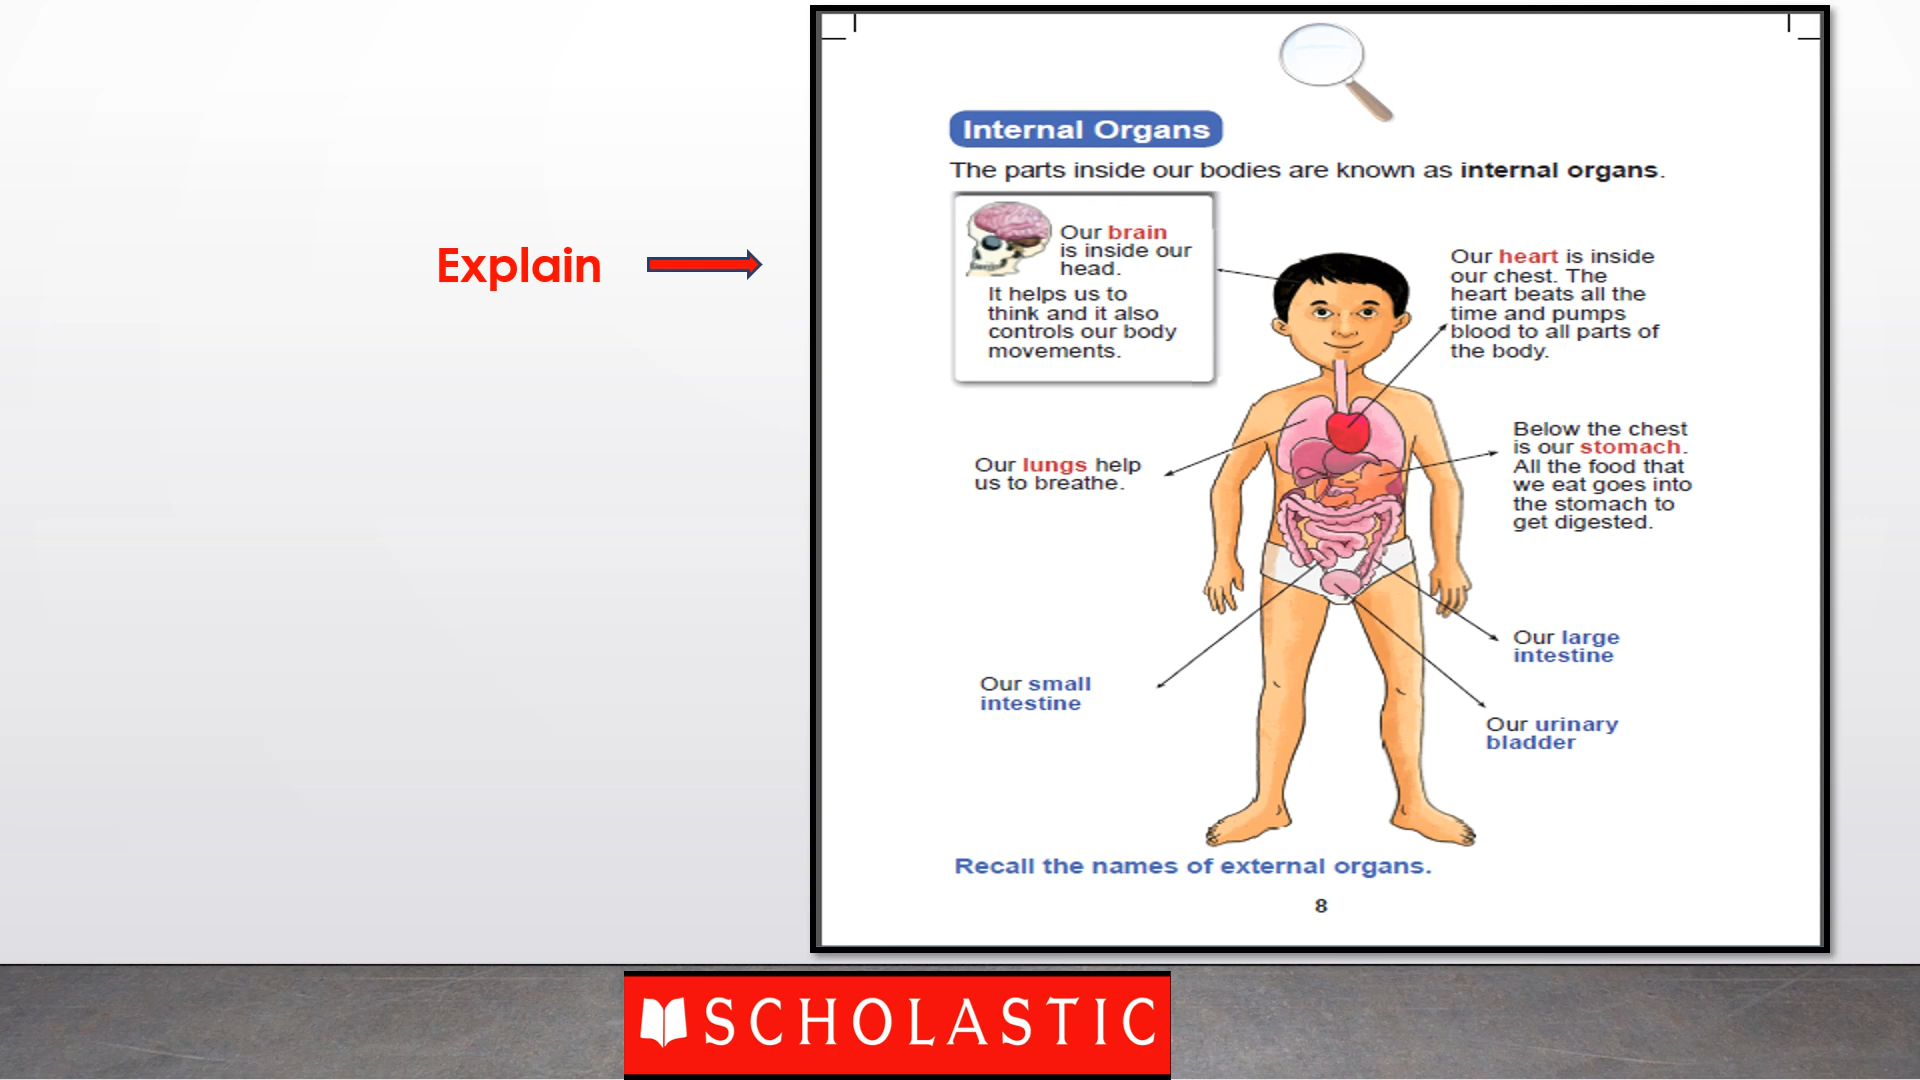 Explain
Internal Organs
The parts inside our bodies are known as internal organs.
Our brain
is inside our
head.
It helps us to
think and it also
controls our body
movements.
Our heart is inside
our chest. The
heart beats all the
time and pumps
blood to all parts of
the body.
Our lungs help
us to breathe.
Below the chest
is our stomach.
All the food that
we eat goes into
the stomach to
get digested.
Our small
intestine
Our large
intestine
Our urinary
bladder
Recall the names of external organs.
8
SCHOLASTIC